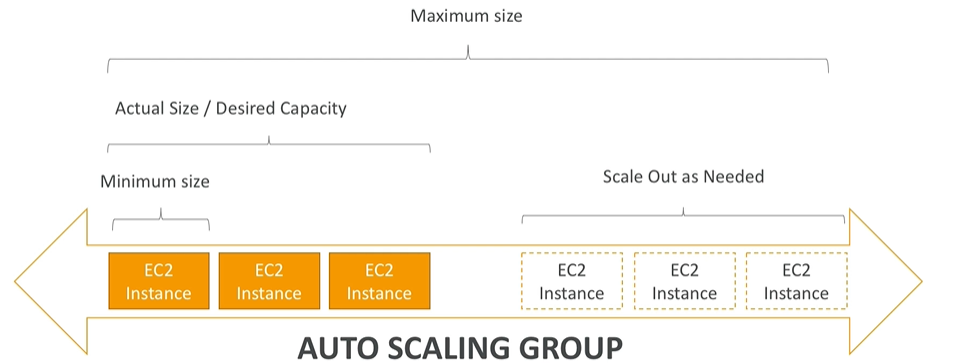 Maximum size
Actual Size / Desired Capacity
Minimum size
Scale Out as Needed
EC2
Instance
EC2
Instance
EC2
Instance
EC2
Instance
EC2
Instance
EC2
Instance
AUTO SCALING GROUP